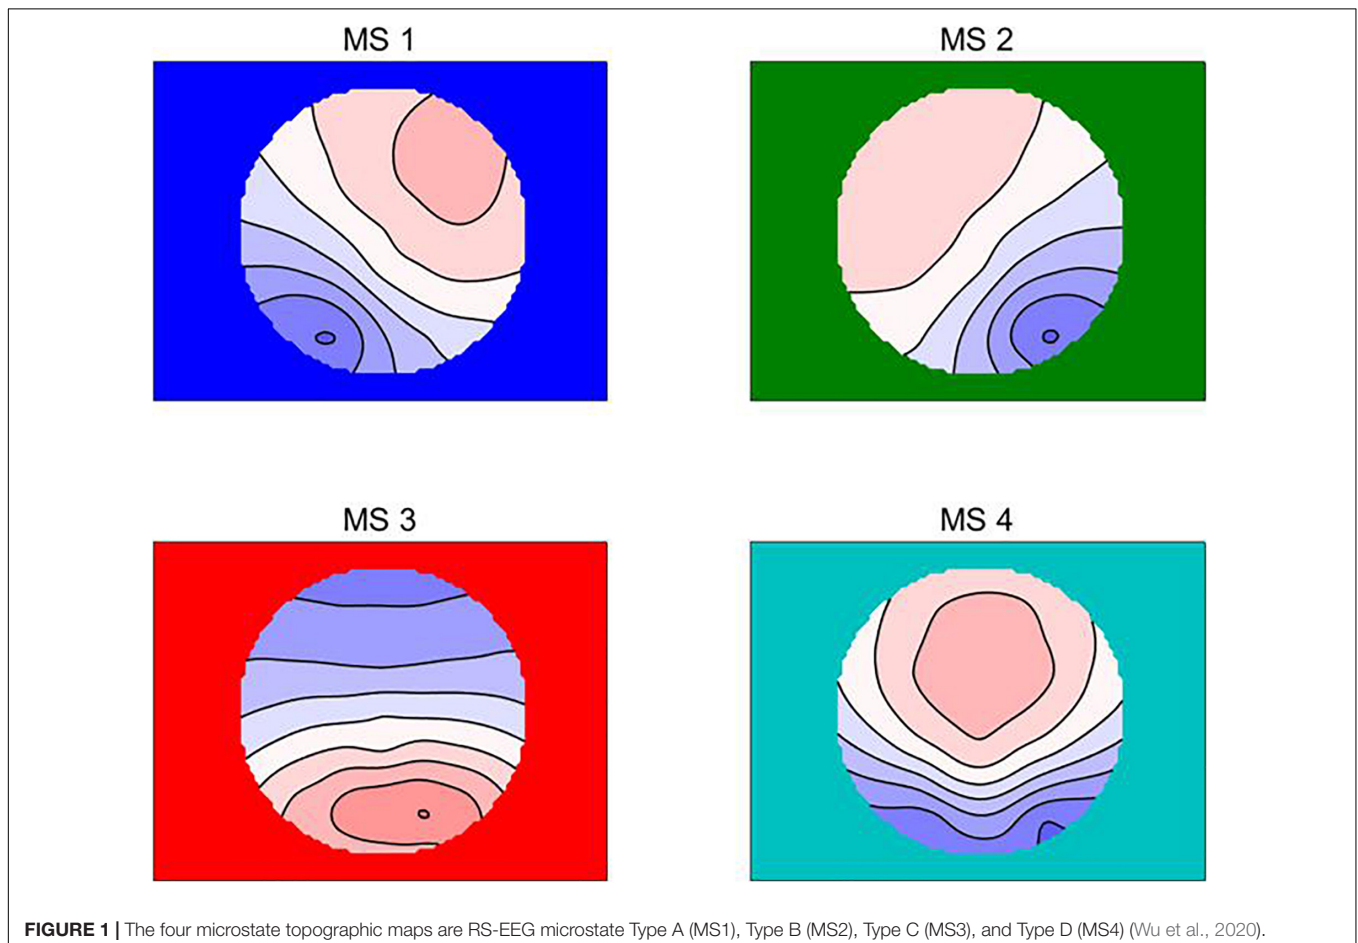 MS 1
MS 2
MS 3
MS 4
FIGURE 1 | The four microstate topographic maps are RS-EEG microstate Type A (MS1), Type B (MS2), Type C (MS3), and Type D (MS4) (Wu et al., 2020).